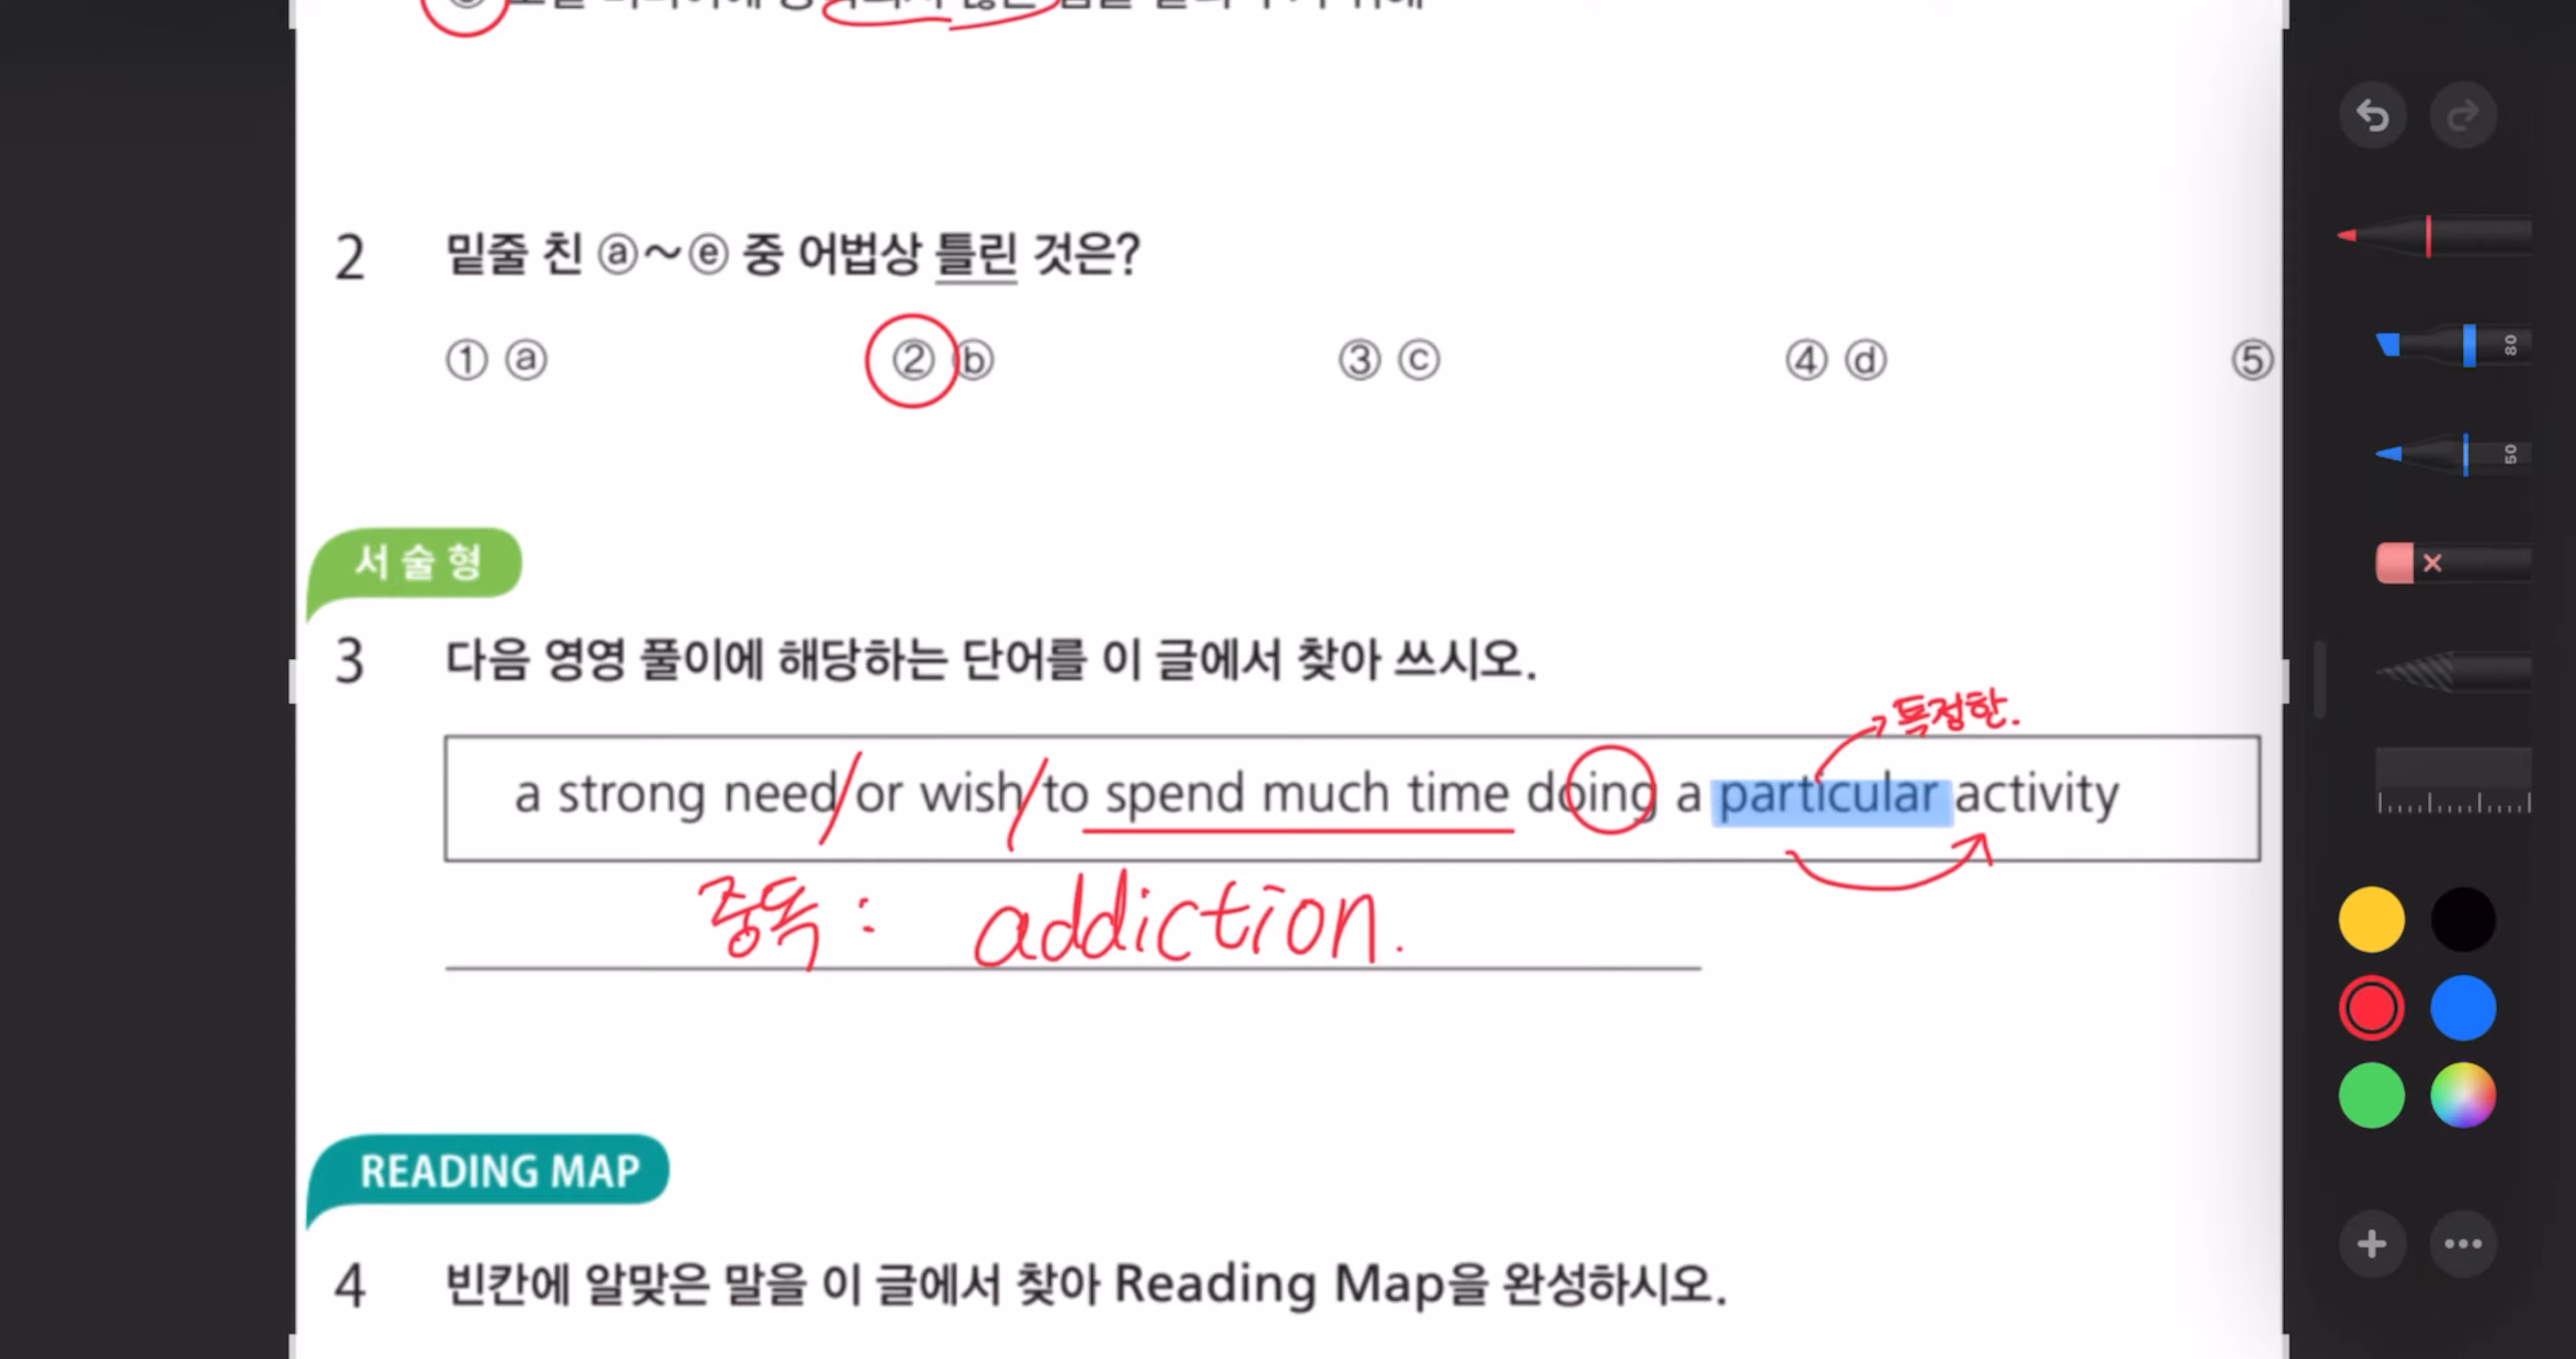 2 밑줄 친 ⓐ~ⓔ 중 어법상 틀린 것은?
① ⓐ ② ⓑ ③ ⓒ ④ ⓓ ⑤
80
50
서술형
3 다음 영영 풀이에 해당하는 단어를 이 글에서 찾아 쓰시오.
특정한.
a strong need/or wish/to spend much time doing a particular activity
중독: addiction.
READING MAP
4 빈칸에 알맞은 말을 이 글에서 찾아 Reading Map을 완성하시오.